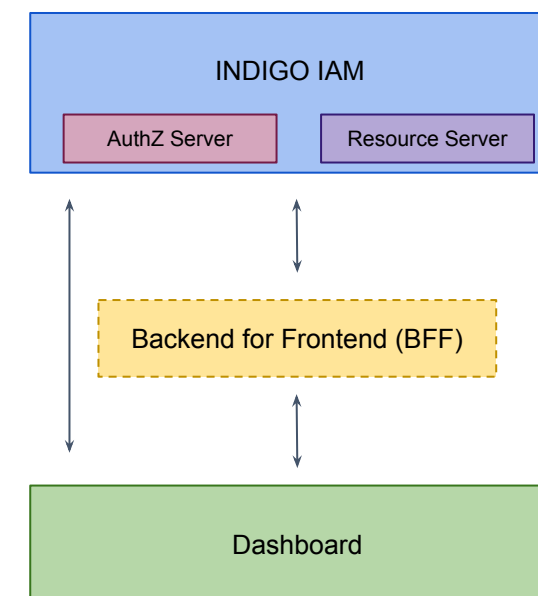 INDIGO IAM
AuthZ Server
Resource Server
Backend for Frontend (BFF)
Dashboard